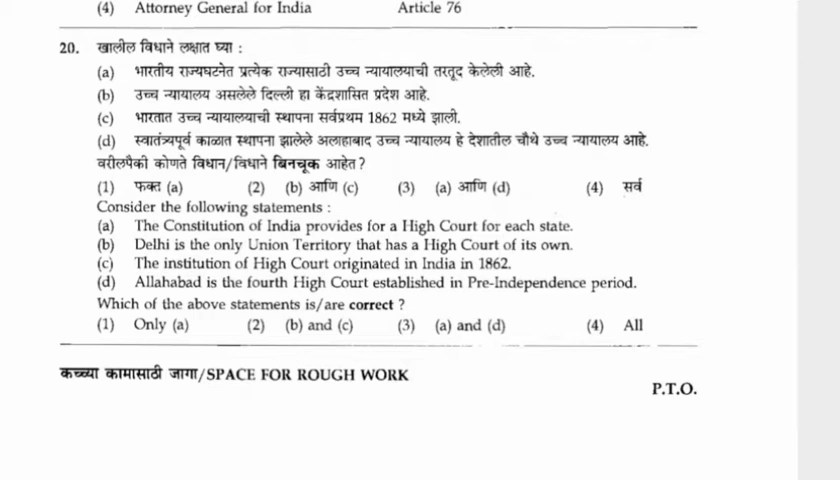 (4) Attorney General for India Article 76
20. खालील विधाने लक्षात घ्या :
(a) भारतीय राज्यघटनेत प्रत्येक राज्यासाठी उच्च न्यायालयाची तरतूद केलेली आहे.
(b) उच्च न्यायालय असलेले दिल्ली हा केंद्रशासित प्रदेश आहे.
(c) भारतात उच्च न्यायालयाची स्थापना सर्वप्रथम 1862 मध्ये झाली.
(d) स्वातंत्र्यपूर्व काळात स्थापना झालेले अलाहाबाद उच्च न्यायालय हे देशातील चौथे उच्च न्यायालय आहे.
वरीलपैकी कोणते विधान/विधाने बिनचूक आहेत ?
(1) फक्त (a) (2) (b) आणि (c) (3) (a) आणि (d) (4) सर्व
Consider the following statements :
(a) The Constitution of India provides for a High Court for each state.
(b) Delhi is the only Union Territory that has a High Court of its own.
(c) The institution of High Court originated in India in 1862.
(d) Allahabad is the fourth High Court established in Pre-Independence period.
Which of the above statements is/are correct ?
(1) Only (a) (2) (b) and (c) (3) (a) and (d) (4) All
कच्च्या कामासाठी जागा/SPACE FOR ROUGH WORK
P.T.O.